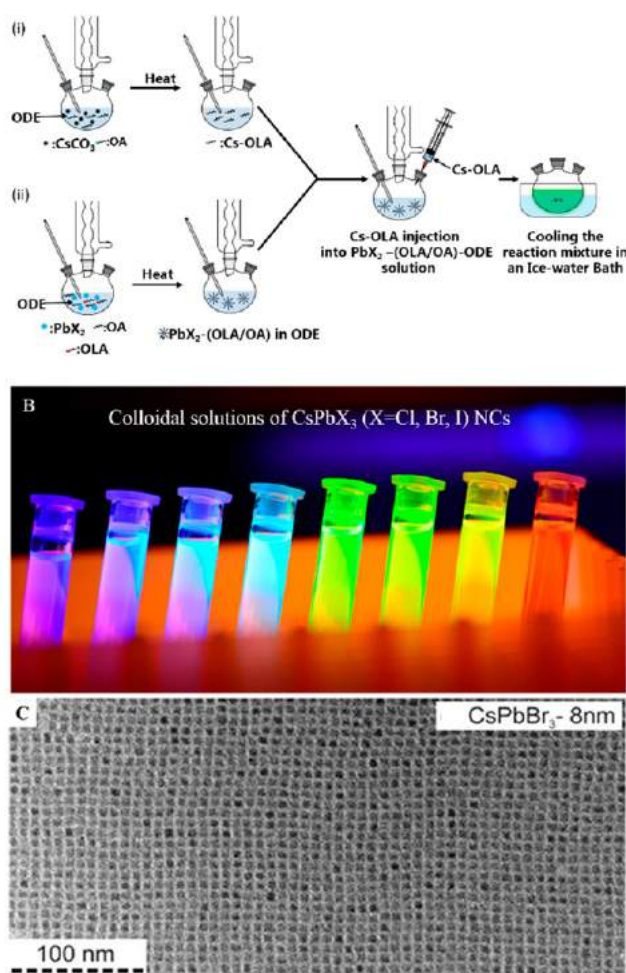 (i)
Heat
ODE
•:CsCO₃ –:OA
–:Cs-OLA
Cs-OLA
(ii)
Heat
ODE
•:PbX₂ –:OA
–:OLA
PbX₂-(OLA/OA) in ODE
Cs-OLA injection
into PbX₂ –(OLA/OA)-ODE
solution
Cooling the
reaction mixture in
an Ice-water Bath
B
Colloidal solutions of CsPbX₃ (X=Cl, Br, I) NCs
C
CsPbBr₃- 8nm
100 nm